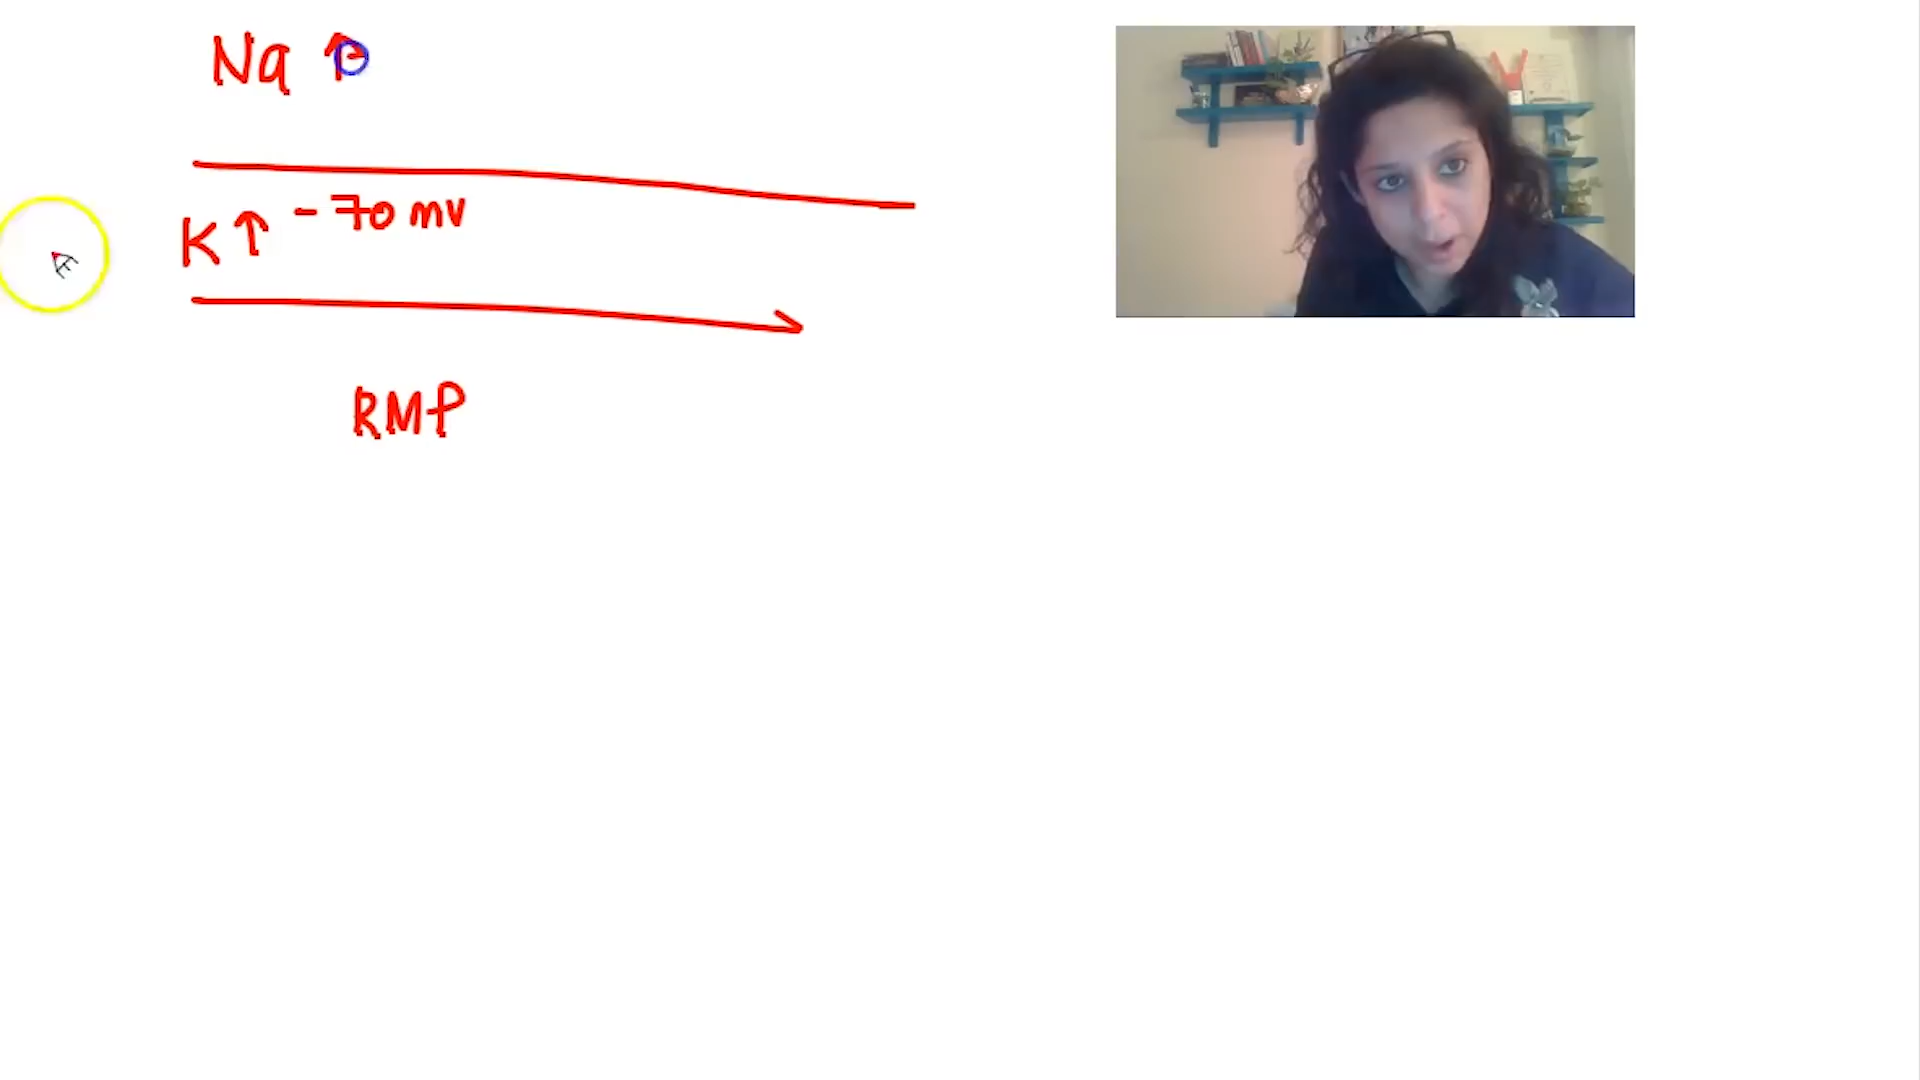 Na ↑
K ↑ - 70 mv
RMP